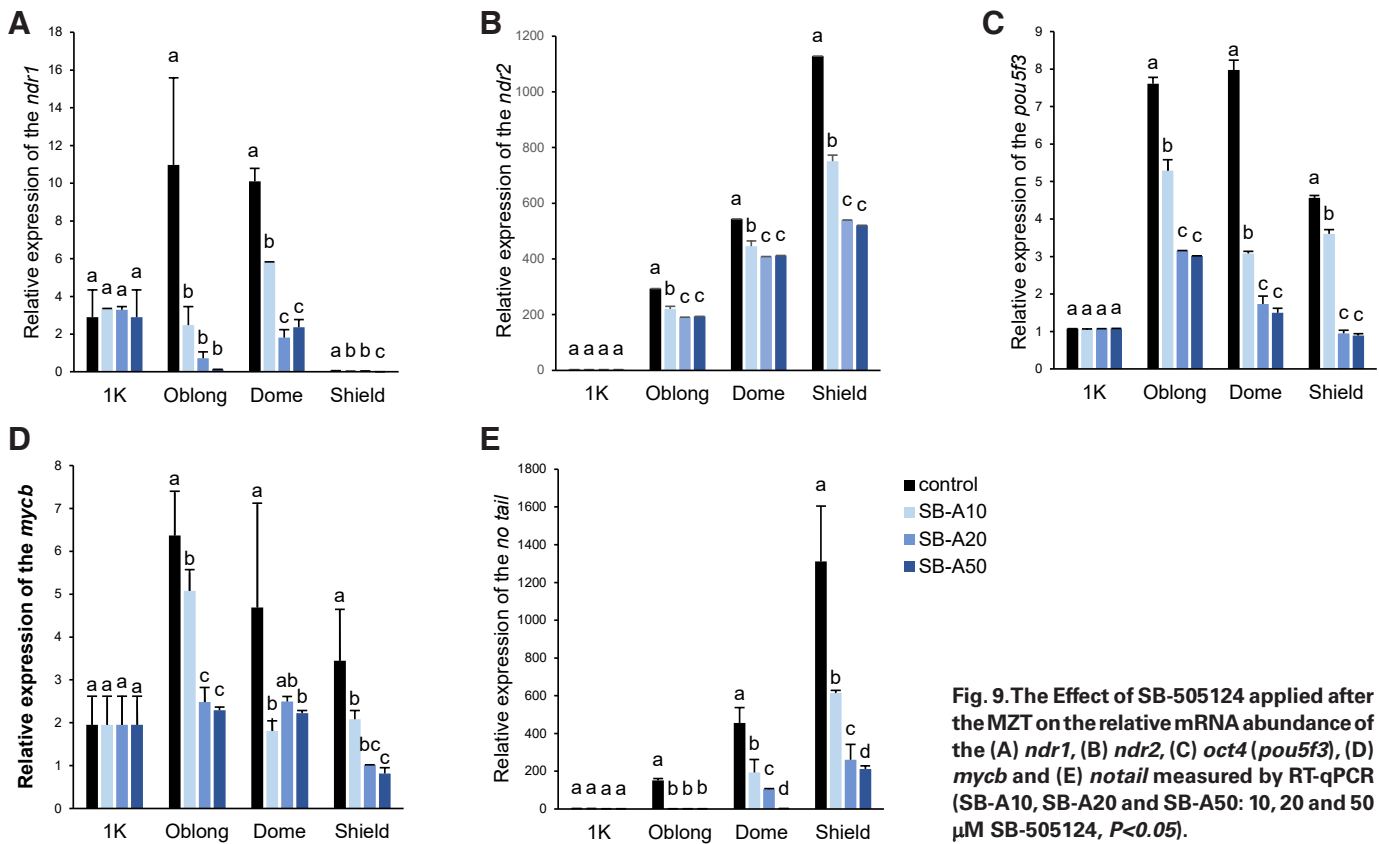 A
Relative expression of the ndr1
18
16
14
12
10
8
6
4
2
0
a a a a
a b b b
a b c c
a b b c
1K Oblong Dome Shield
B
Relative expression of the ndr2
1200
1000
800
600
400
200
0
a a a a
a b c c
a b c c
a b c c
1K Oblong Dome Shield
C
Relative expression of the pou5f3
9
8
7
6
5
4
3
2
1
0
a a a a
a b c c
a b c c
a b c c
1K Oblong Dome Shield
D
Relative expression of the mycb
8
7
6
5
4
3
2
1
0
a a a a
a b c c
a b ab b
a b bc c
1K Oblong Dome Shield
E
Relative expression of the no tail
1800
1600
1400
1200
1000
800
600
400
200
0
a a a a
a b b b
a b c d
a b c d
1K Oblong Dome Shield
control
SB-A10
SB-A20
SB-A50
Fig. 9. The Effect of SB-505124 applied after
the MZT on the relative mRNA abundance of
the (A) ndr1, (B) ndr2, (C) oct4 (pou5f3), (D)
mycb and (E) notail measured by RT-qPCR
(SB-A10, SB-A20 and SB-A50: 10, 20 and 50
μM SB-505124, P<0.05).